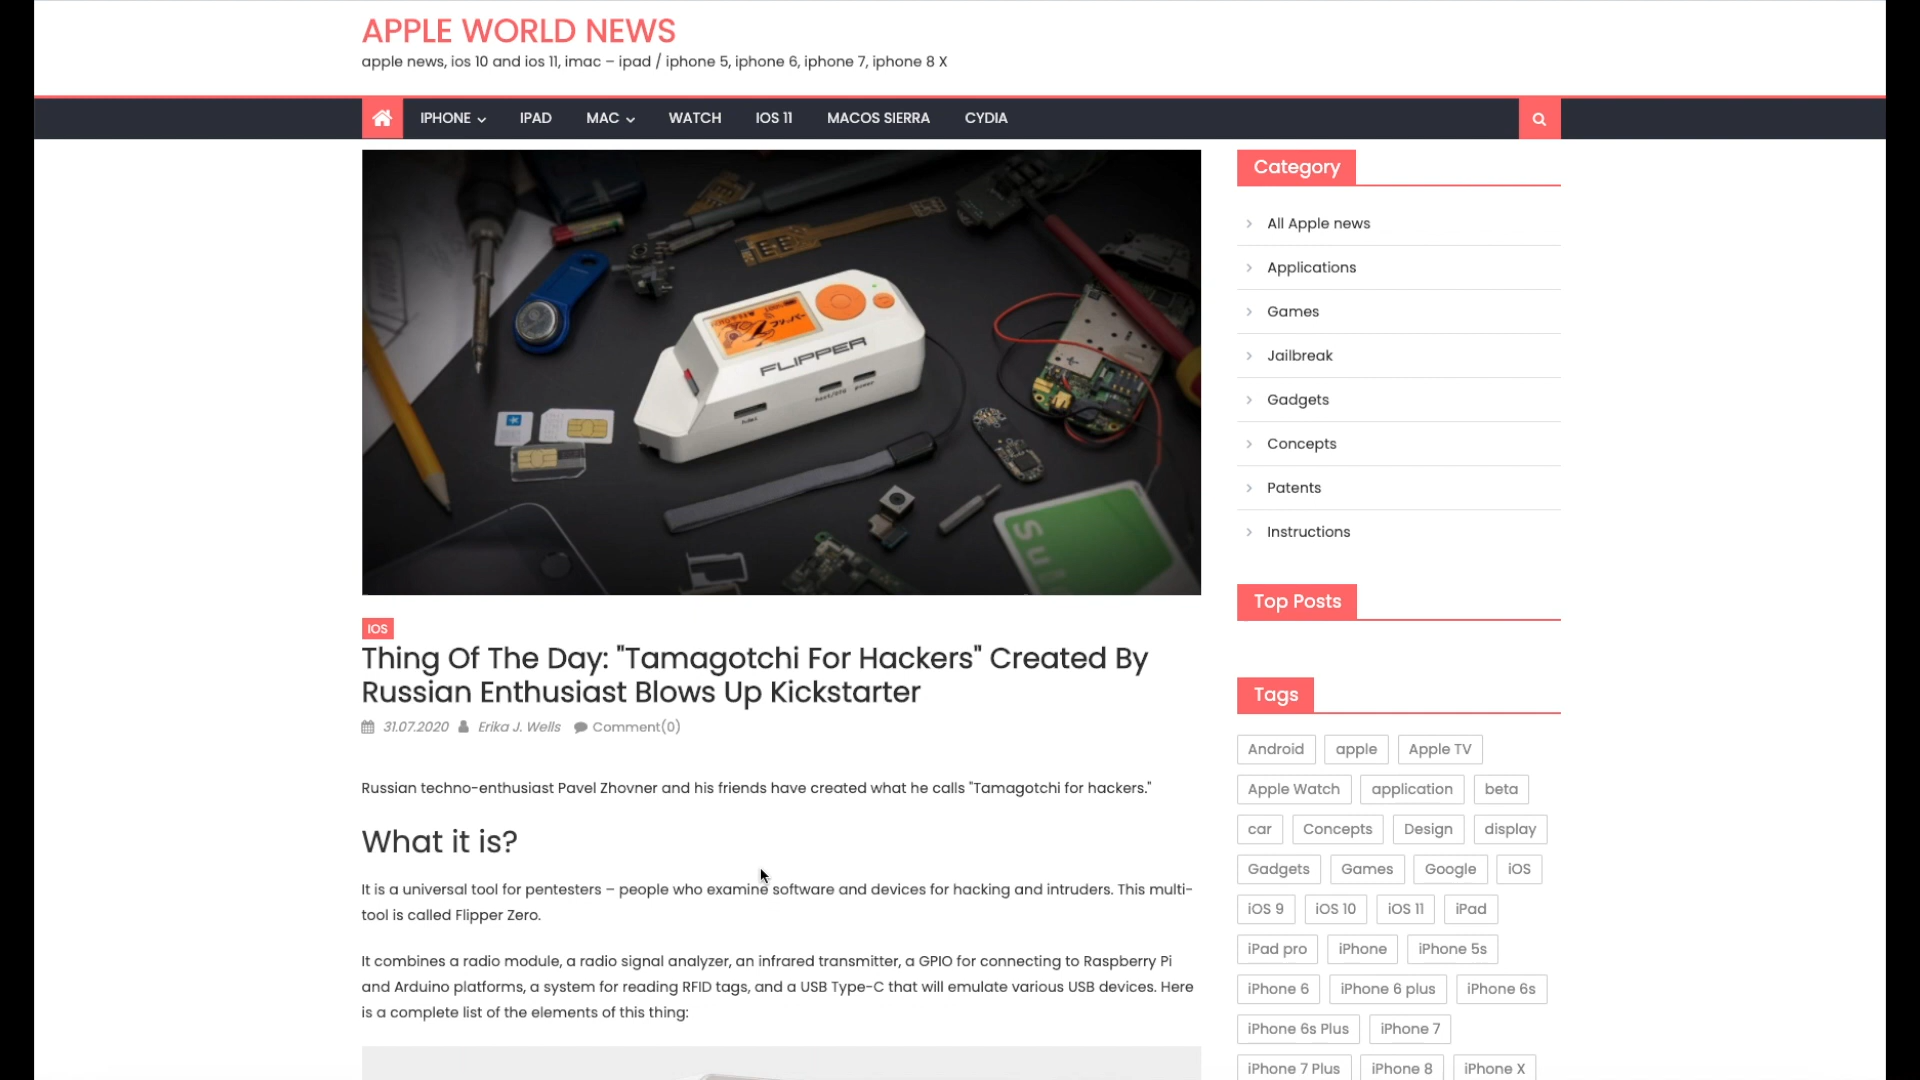 APPLE WORLD NEWS
apple news, ios 10 and ios 11, imac – ipad / iphone 5, iphone 6, iphone 7, iphone 8 X
IPHONE
IPAD
MAC
WATCH
IOS 11
MACOS SIERRA
CYDIA
フリッパー
FLIPPER
host/OTG
power
Su
IOS
Thing Of The Day: "Tamagotchi For Hackers" Created By
Russian Enthusiast Blows Up Kickstarter
31.07.2020 Erika J. Wells Comment(0)
Russian techno-enthusiast Pavel Zhovner and his friends have created what he calls "Tamagotchi for hackers."
What it is?
It is a universal tool for pentesters – people who examine software and devices for hacking and intruders. This multi-
tool is called Flipper Zero.
It combines a radio module, a radio signal analyzer, an infrared transmitter, a GPIO for connecting to Raspberry Pi
and Arduino platforms, a system for reading RFID tags, and a USB Type-C that will emulate various USB devices. Here
is a complete list of the elements of this thing:
Category
All Apple news
Applications
Games
Jailbreak
Gadgets
Concepts
Patents
Instructions
Top Posts
Tags
Android apple Apple TV
Apple Watch application beta
car Concepts Design display
Gadgets Games Google iOS
iOS 9 iOS 10 iOS 11 iPad
iPad pro iPhone iPhone 5s
iPhone 6 iPhone 6 plus iPhone 6s
iPhone 6s Plus iPhone 7
iPhone 7 Plus iPhone 8 iPhone X